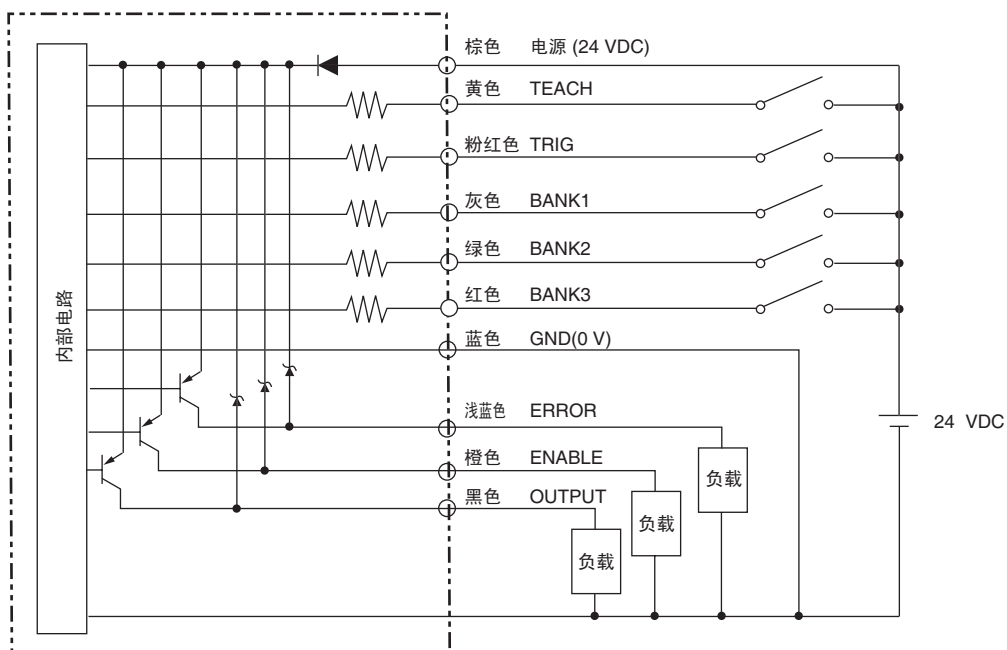 棕色 电源 (24 VDC)
黄色 TEACH
粉红色 TRIG
灰色 BANK1
绿色 BANK2
红色 BANK3
蓝色 GND(0 V)
内部电路
浅蓝色 ERROR
24 VDC
橙色 ENABLE
负载
黑色 OUTPUT
负载
负载